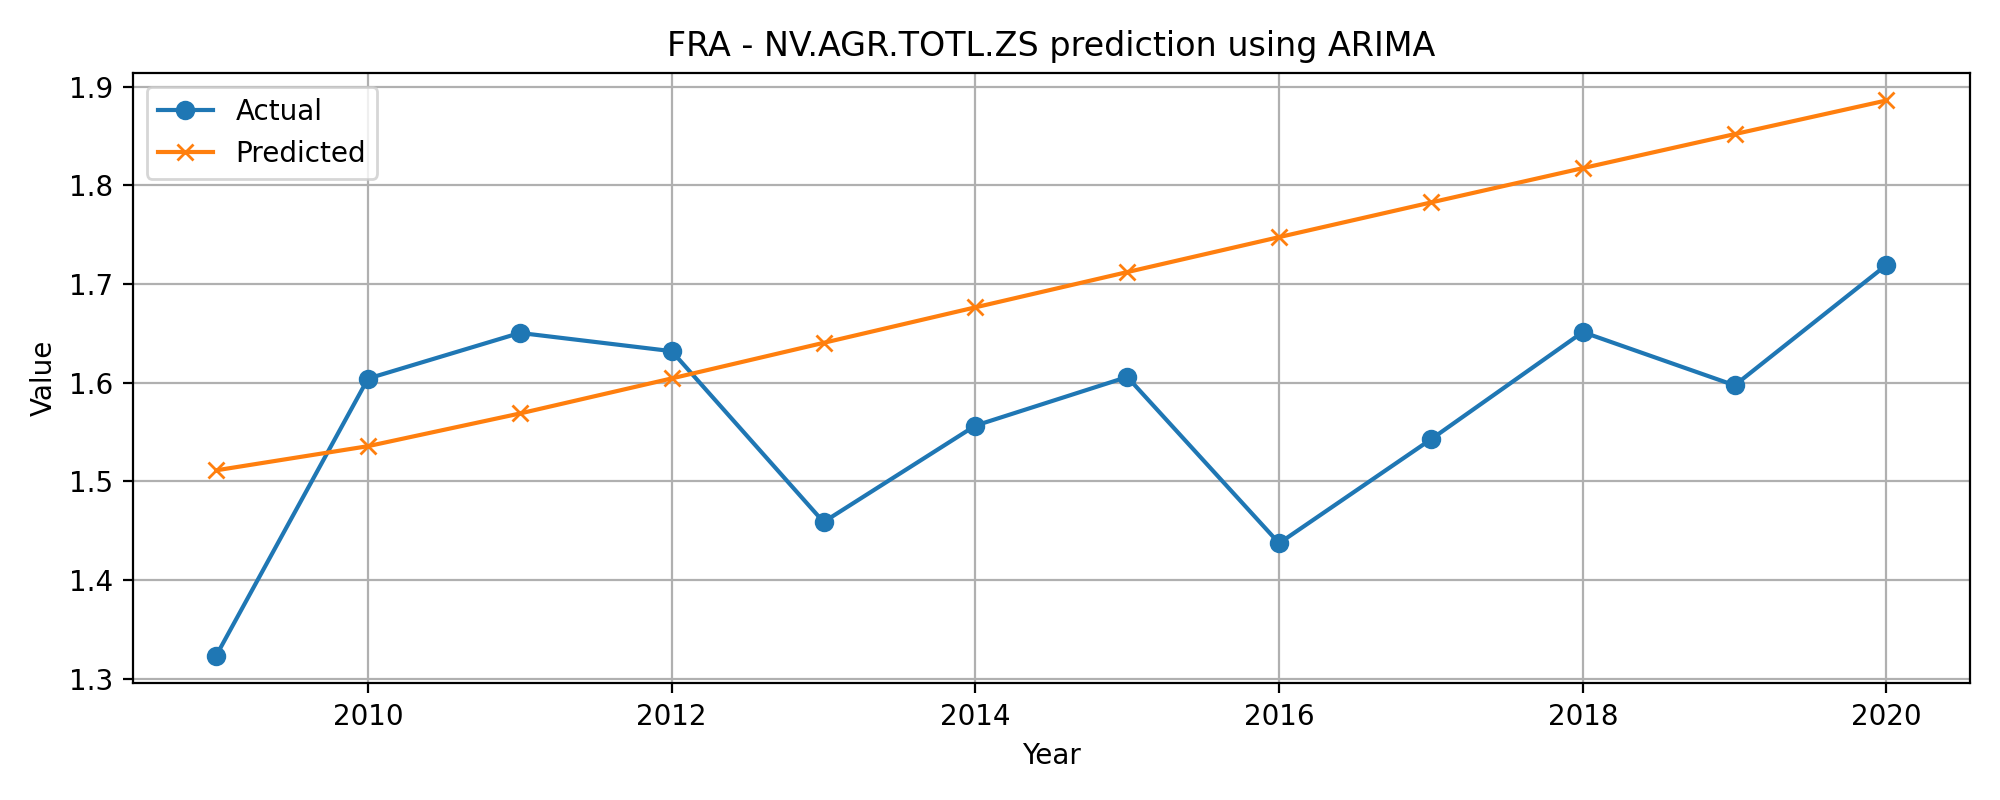 FRA - NV.AGR.TOTL.ZS prediction using ARIMA
Actual
Predicted
1.9
1.8
1.7
1.6
1.5
1.4
1.3
Value
2010 2012 2014 2016 2018 2020
Year